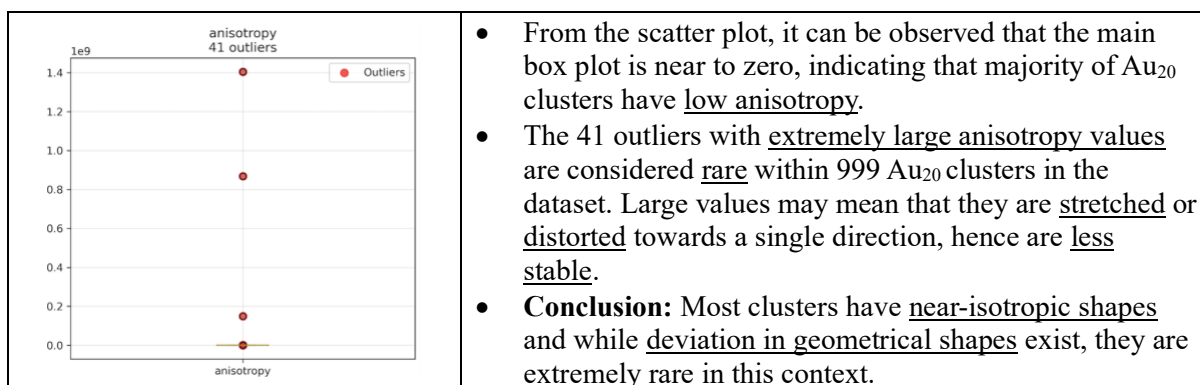 anisotropy
41 outliers
1e9
Outliers
1.4
1.2
1.0
0.8
0.6
0.4
0.2
0.0
anisotropy
• From the scatter plot, it can be observed that the main
box plot is near to zero, indicating that majority of Au₂₀
clusters have low anisotropy.
• The 41 outliers with extremely large anisotropy values
are considered rare within 999 Au₂₀ clusters in the
dataset. Large values may mean that they are stretched or
distorted towards a single direction, hence are less
stable.
• Conclusion: Most clusters have near-isotropic shapes
and while deviation in geometrical shapes exist, they are
extremely rare in this context.